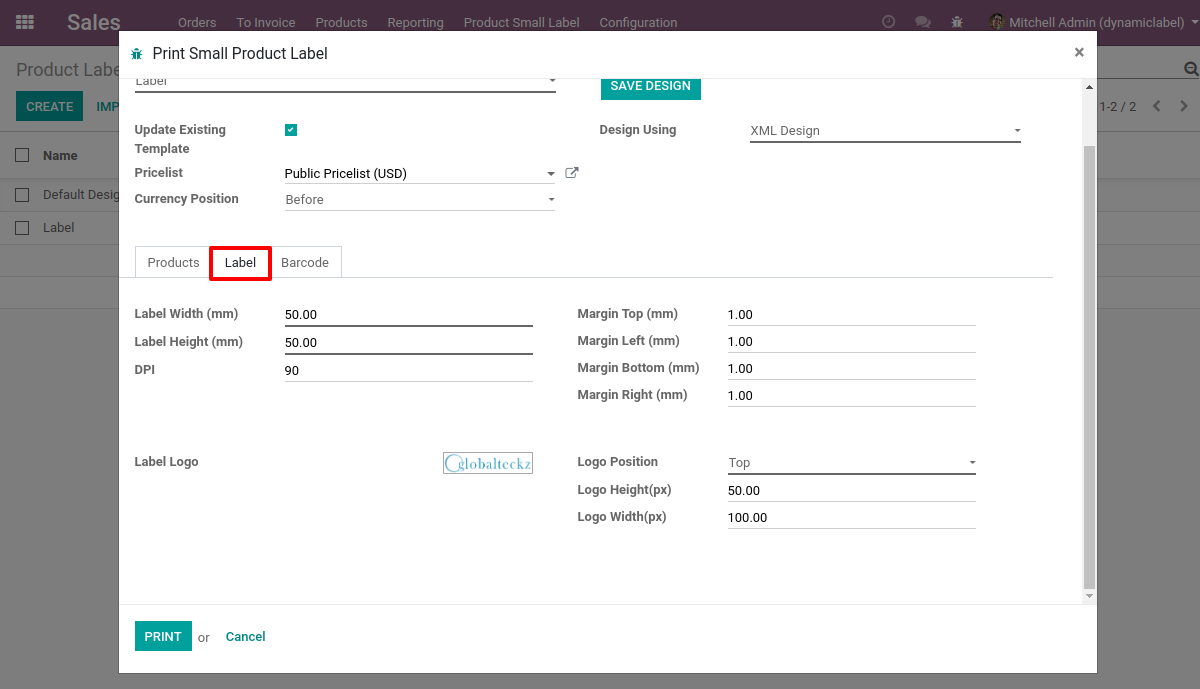 Sales Orders To Invoice Products Reporting Product Small Label Configuration Mitchell Admin (dynamiclabel)
Print Small Product Label ×
Product Labe
Label SAVE DESIGN
CREATE IMP 1-2 / 2
Update Existing Template Design Using XML Design
Name
Pricelist Public Pricelist (USD)
Default Desig Currency Position Before
Label
Products Label Barcode
Label Width (mm) 50.00 Margin Top (mm) 1.00
Label Height (mm) 50.00 Margin Left (mm) 1.00
DPI 90 Margin Bottom (mm) 1.00
Margin Right (mm) 1.00
Label Logo globalteckz Logo Position Top
Logo Height(px) 50.00
Logo Width(px) 100.00
PRINT or Cancel